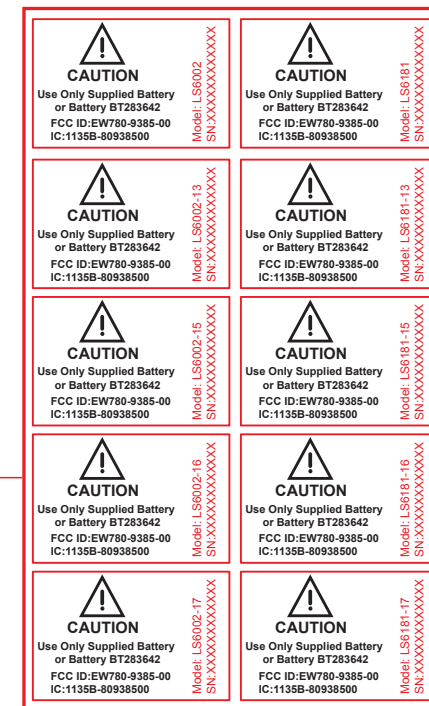 CAUTION
Use Only Supplied Battery
or Battery BT283642
FCC ID:EW780-9385-00
IC:1135B-80938500
Model: LS6002
SN:XXXXXXXXXXXX
CAUTION
Use Only Supplied Battery
or Battery BT283642
FCC ID:EW780-9385-00
IC:1135B-80938500
Model: LS6181
SN:XXXXXXXXXXXX
CAUTION
Use Only Supplied Battery
or Battery BT283642
FCC ID:EW780-9385-00
IC:1135B-80938500
Model: LS6002-13
SN:XXXXXXXXXXXX
CAUTION
Use Only Supplied Battery
or Battery BT283642
FCC ID:EW780-9385-00
IC:1135B-80938500
Model: LS6181-13
SN:XXXXXXXXXXXX
CAUTION
Use Only Supplied Battery
or Battery BT283642
FCC ID:EW780-9385-00
IC:1135B-80938500
Model: LS6002-15
SN:XXXXXXXXXXXX
CAUTION
Use Only Supplied Battery
or Battery BT283642
FCC ID:EW780-9385-00
IC:1135B-80938500
Model: LS6181-15
SN:XXXXXXXXXXXX
CAUTION
Use Only Supplied Battery
or Battery BT283642
FCC ID:EW780-9385-00
IC:1135B-80938500
Model: LS6002-16
SN:XXXXXXXXXXXX
CAUTION
Use Only Supplied Battery
or Battery BT283642
FCC ID:EW780-9385-00
IC:1135B-80938500
Model: LS6181-16
SN:XXXXXXXXXXXX
CAUTION
Use Only Supplied Battery
or Battery BT283642
FCC ID:EW780-9385-00
IC:1135B-80938500
Model: LS6002-17
SN:XXXXXXXXXXXX
CAUTION
Use Only Supplied Battery
or Battery BT283642
FCC ID:EW780-9385-00
IC:1135B-80938500
Model: LS6181-17
SN:XXXXXXXXXXXX